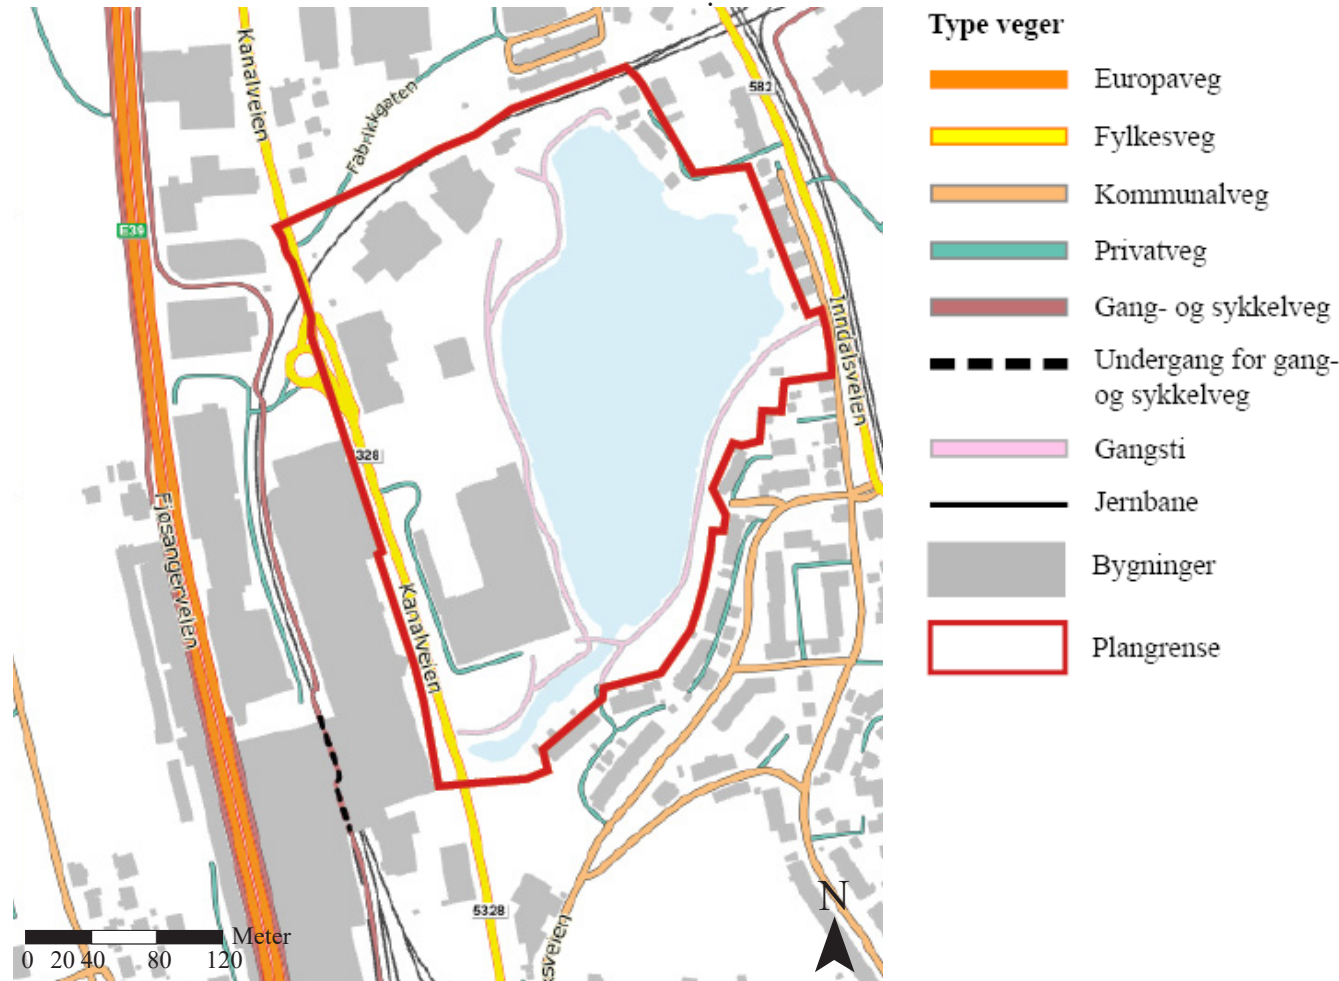 Kanalveien
Fabrikkgaten
582
E39
Inndalsveien
328
Fjøsangerveien
Kanalveien
5328
sveien
N
Meter
0 20 40 80 120
Type veger
Europaveg
Fylkesveg
Kommunalveg
Privatveg
Gang- og sykkelveg
Undergang for gang-
og sykkelveg
Gangsti
Jernbane
Bygninger
Plangrense